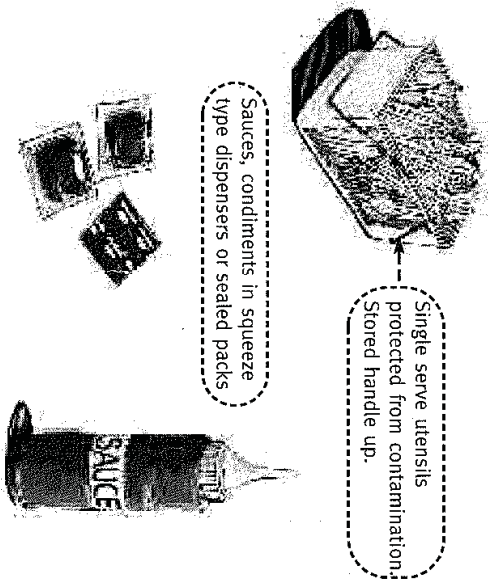 Single serve utensils
protected from contamination.
Stored handle up.
Sauces, condiments in squeeze
type dispensers or sealed packs
SAUCE